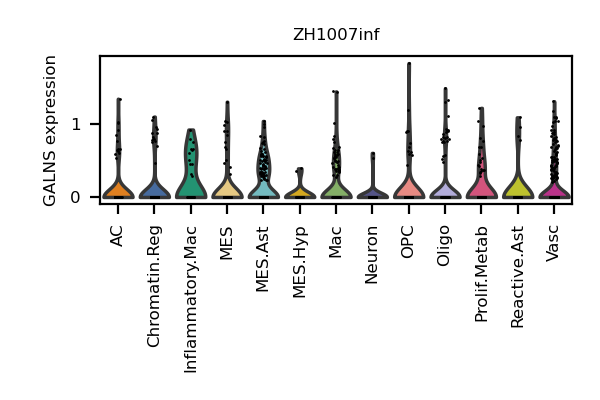 ZH1007inf
GALNS expression
1
0
AC
Chromatin.Reg
Inflammatory.Mac
MES
MES.Ast
MES.Hyp
Mac
Neuron
OPC
Oligo
Prolif.Metab
Reactive.Ast
Vasc